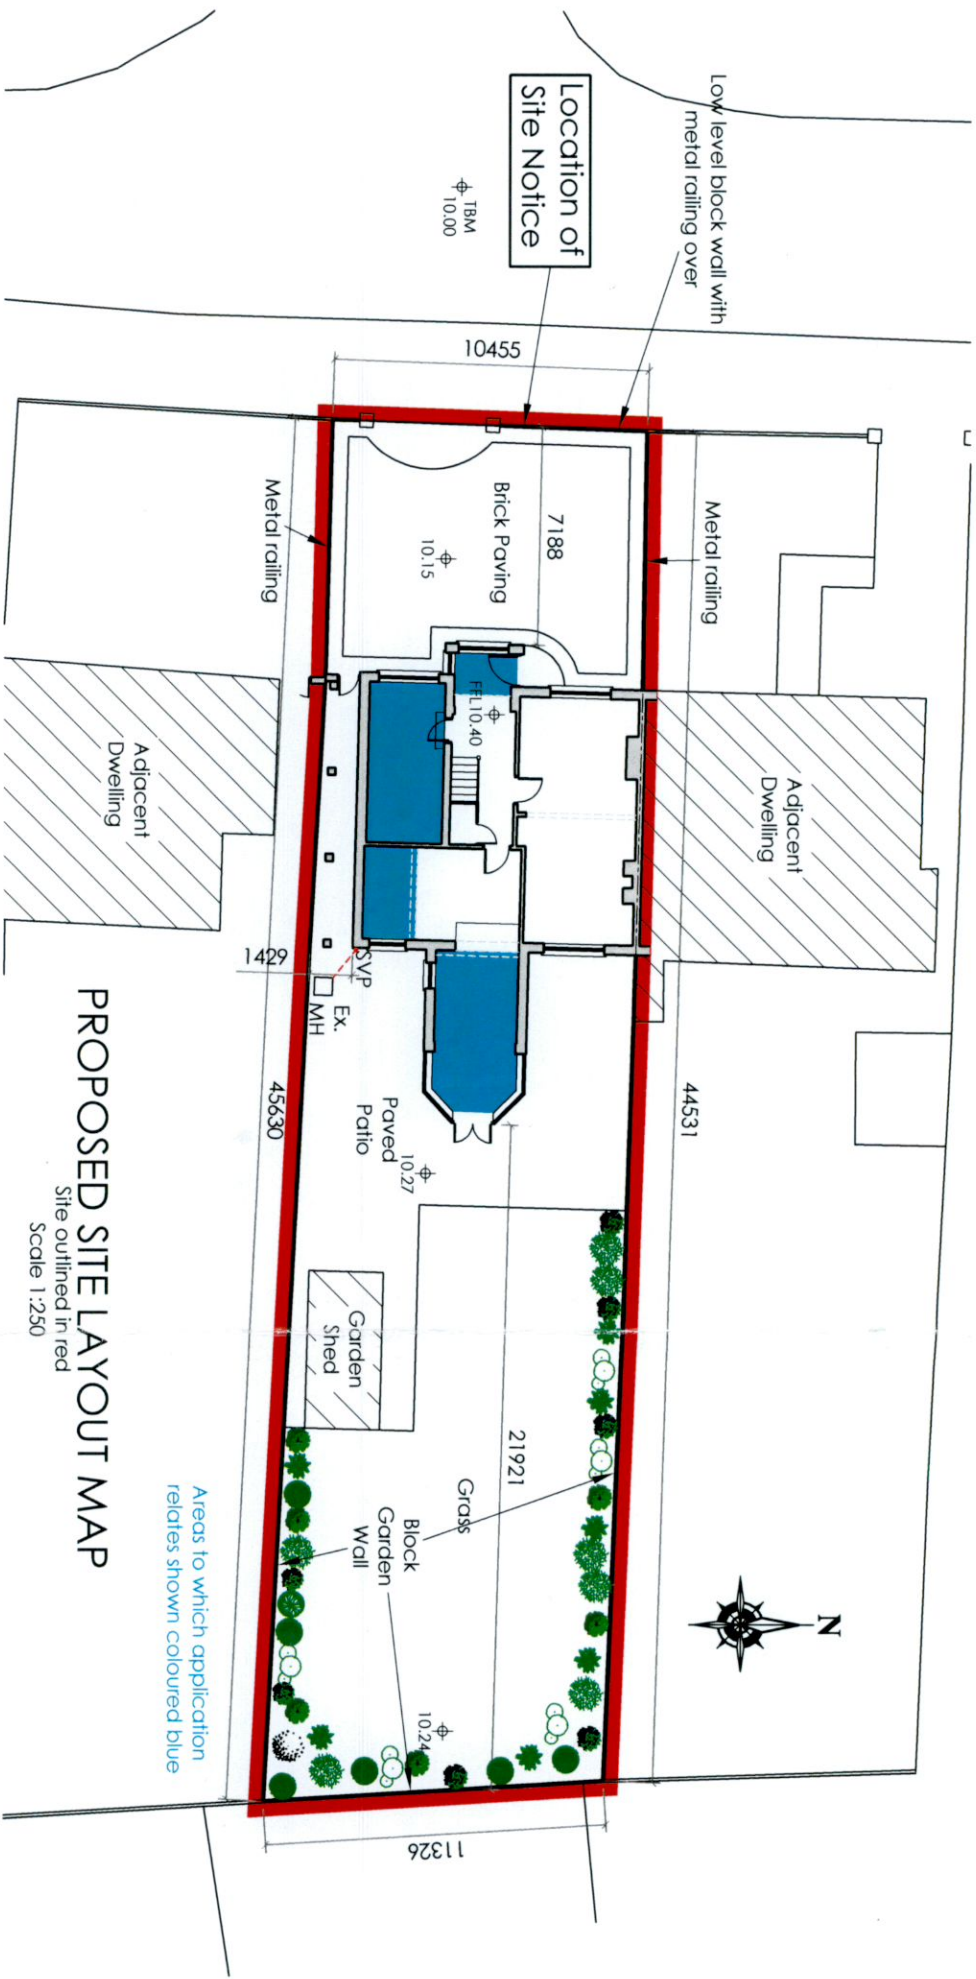 Low level block wall with
metal railing over
Location of
Site Notice
TBM
10.00
10455
Metal railing
Metal railing
Brick Paving
7188
10.15
FFL10.40
Adjacent
Dwelling
Adjacent
Dwelling
1429
SVP
Ex.
MH
45630
44531
Paved
Patio
10.27
Garden
Shed
21921
Grass
Block
Garden
Wall
10.24
11326
N
PROPOSED SITE LAYOUT MAP
Site outlined in red
Scale 1:250
Areas to which application
relates shown coloured blue